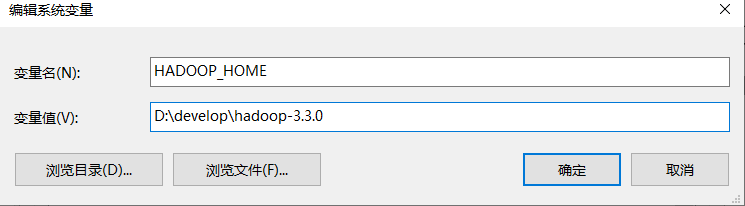 编辑系统变量
变量名(N):
HADOOP_HOME
变量值(V):
D:\develop\hadoop-3.3.0
浏览目录(D)...
浏览文件(F)...
确定
取消